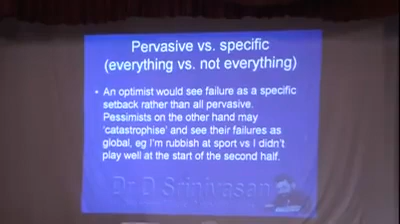 Pervasive vs. specific
(everything vs. not everything)
• An optimist would see failure as a specific
setback rather than all pervasive.
Pessimists on the other hand may
'catastrophise' and see their failures as
global, eg I'm rubbish at sport vs I didn't
play well at the start of the second half.
Dr D Srinivasan